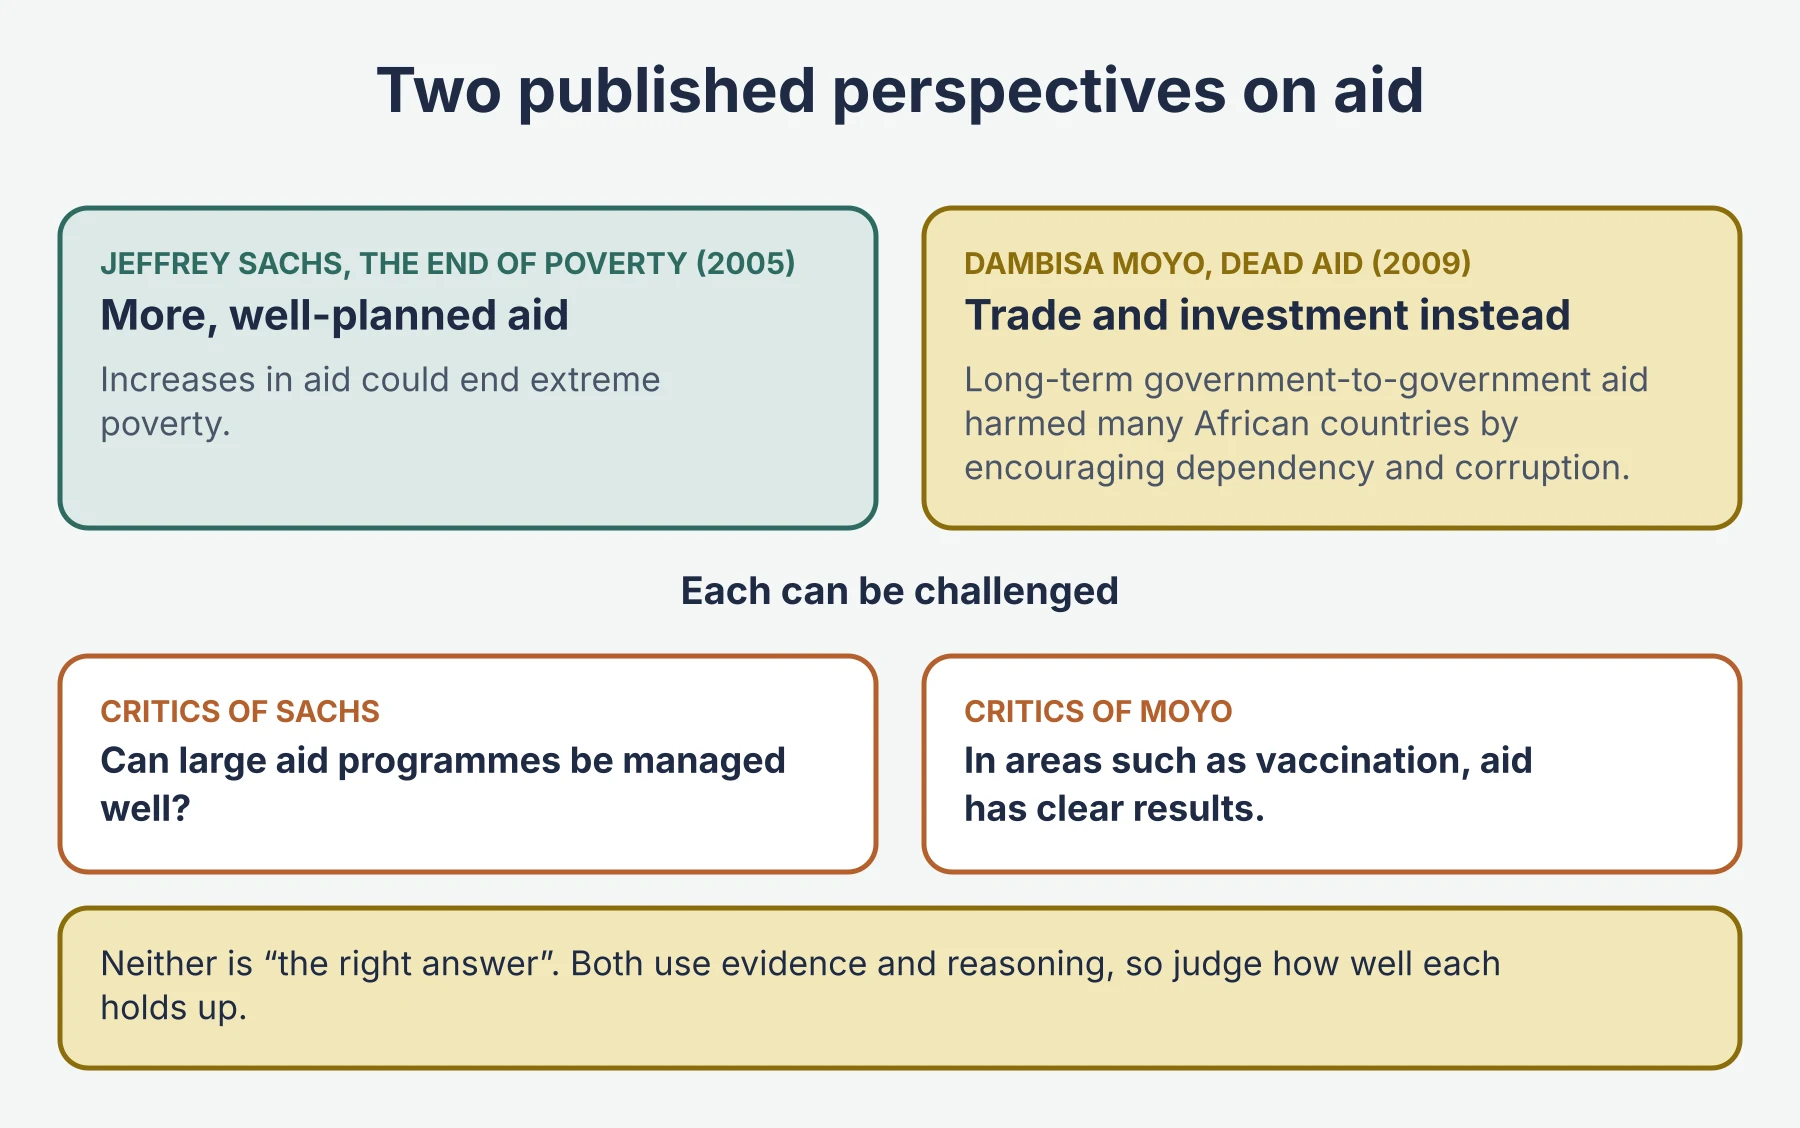 Two published perspectives on aid
JEFFREY SACHS, THE END OF POVERTY (2005)
More, well-planned aid
Increases in aid could end extreme
poverty.
DAMBISA MOYO, DEAD AID (2009)
Trade and investment instead
Long-term government-to-government aid
harmed many African countries by
encouraging dependency and corruption.
Each can be challenged
CRITICS OF SACHS
Can large aid programmes be managed
well?
CRITICS OF MOYO
In areas such as vaccination, aid
has clear results.
Neither is “the right answer”. Both use evidence and reasoning, so judge how well each
holds up.